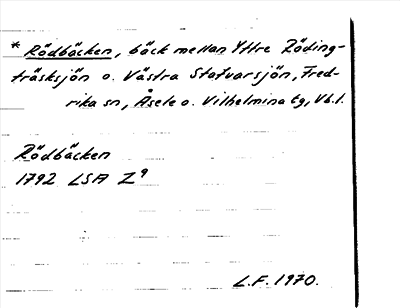 * Rödbäcken, bäck mellan Yttre Röding-
träsksjön o. Västra Stafvarsjön, Fred-
rika sn, Åsele o. Vilhelmina tg, Vb.l.
Rödbäcken
1792 LSA Z⁹
L.F. 1970.